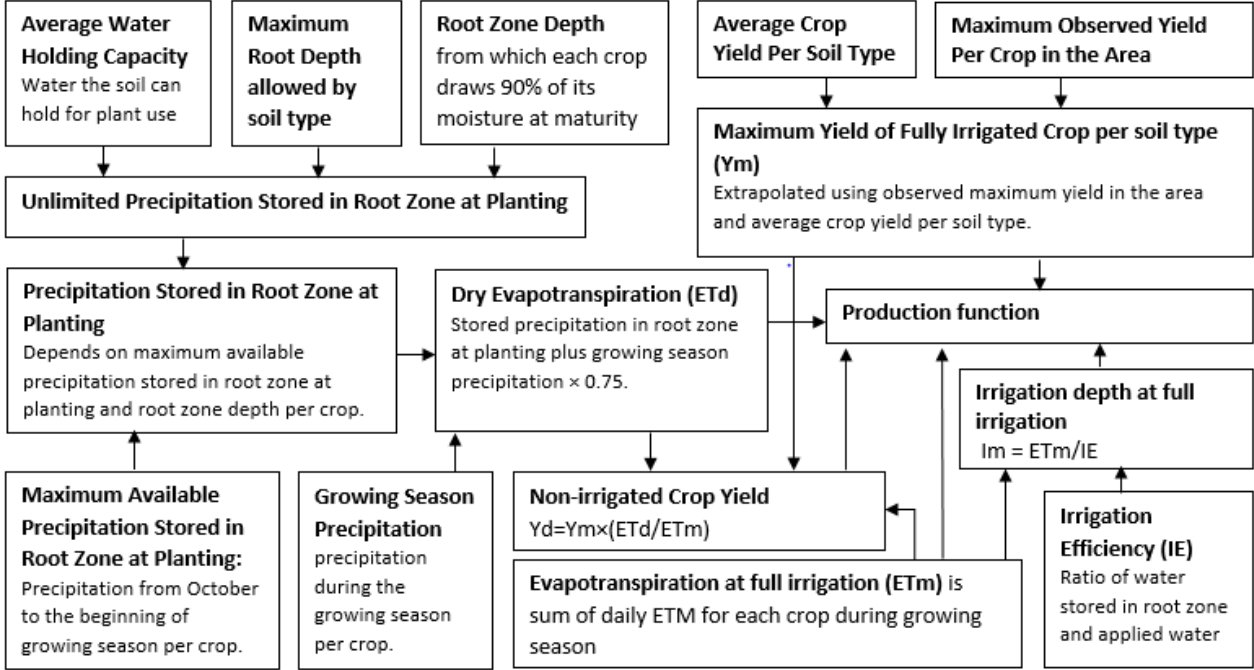 Average Water
Holding Capacity
Water the soil can
hold for plant use
Maximum
Root Depth
allowed by
soil type
Root Zone Depth
from which each crop
draws 90% of its
moisture at maturity
Average Crop
Yield Per Soil Type
Maximum Observed Yield
Per Crop in the Area
Maximum Yield of Fully Irrigated Crop per soil type
(Ym)
Extrapolated using observed maximum yield in the area
and average crop yield per soil type.
Unlimited Precipitation Stored in Root Zone at Planting
Precipitation Stored in Root Zone at
Planting
Depends on maximum available
precipitation stored in root zone at
planting and root zone depth per crop.
Dry Evapotranspiration (ETd)
Stored precipitation in root zone
at planting plus growing season
precipitation × 0.75.
Production function
Irrigation depth at full
irrigation
Im = ETm/IE
Maximum Available
Precipitation Stored in
Root Zone at Planting:
Precipitation from October
to the beginning of
growing season per crop.
Growing Season
Precipitation
precipitation
during the
growing season
per crop.
Non-irrigated Crop Yield
Yd=Ym×(ETd/ETm)
Evapotranspiration at full irrigation (ETm) is
sum of daily ETM for each crop during growing
season
Irrigation
Efficiency (IE)
Ratio of water
stored in root zone
and applied water